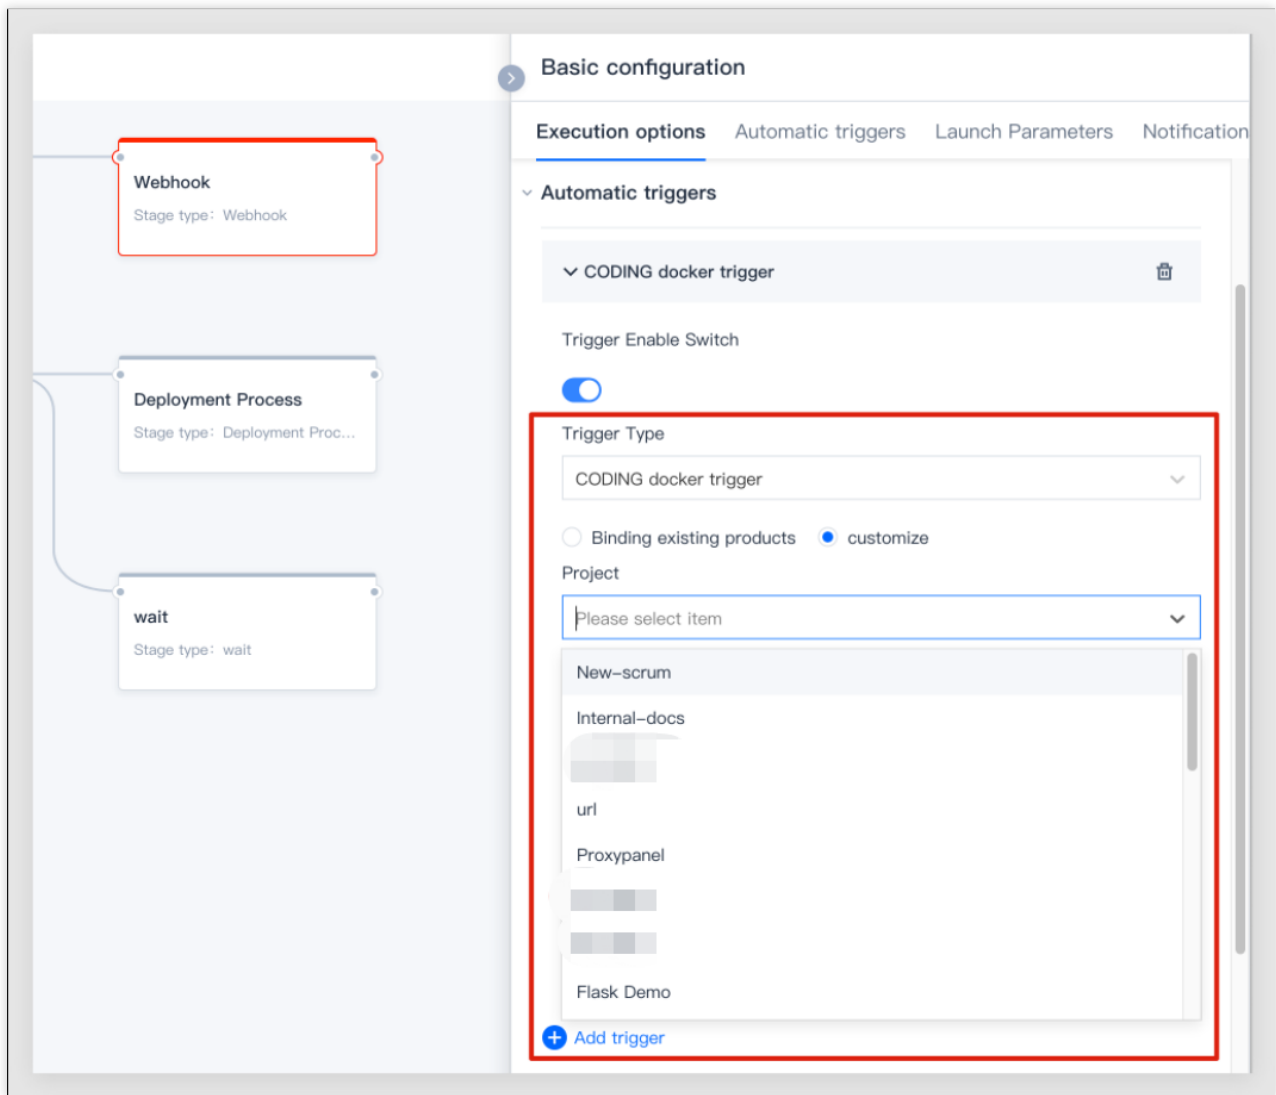 Basic configuration
Execution options Automatic triggers Launch Parameters Notification
Automatic triggers
CODING docker trigger
Trigger Enable Switch
Trigger Type
CODING docker trigger
Binding existing products customize
Project
Please select item
New-scrum
Internal-docs
url
Proxypanel
Flask Demo
Add trigger
Webhook
Stage type: Webhook
Deployment Process
Stage type: Deployment Proc...
wait
Stage type: wait